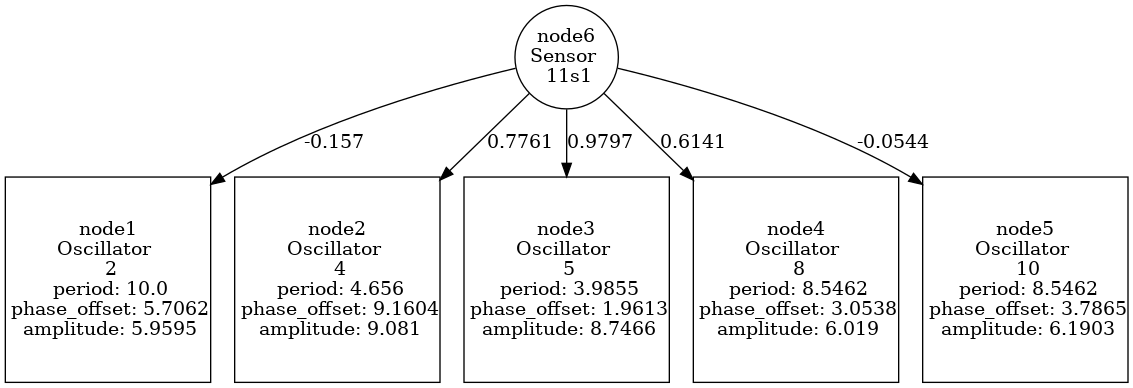 node6
Sensor
11s1
-0.157
0.7761
0.9797
0.6141
-0.0544
node1
Oscillator
2
period: 10.0
phase_offset: 5.7062
amplitude: 5.9595
node2
Oscillator
4
period: 4.656
phase_offset: 9.1604
amplitude: 9.081
node3
Oscillator
5
period: 3.9855
phase_offset: 1.9613
amplitude: 8.7466
node4
Oscillator
8
period: 8.5462
phase_offset: 3.0538
amplitude: 6.019
node5
Oscillator
10
period: 8.5462
phase_offset: 3.7865
amplitude: 6.1903